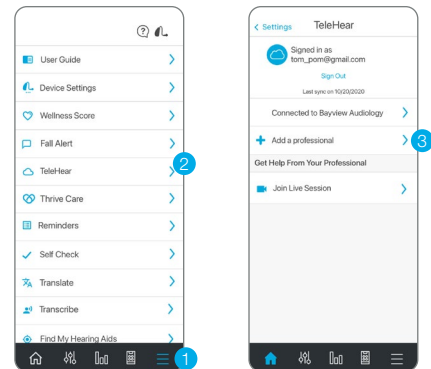 User Guide
Device Settings
Wellness Score
Fall Alert
TeleHear
2
Thrive Care
Reminders
Self Check
Translate
Transcribe
Find My Hearing Aids
1
< Settings TeleHear
Signed in as
tom_pom@gmail.com
Sign Out
Last sync on 10/20/2020
Connected to Bayview Audiology
Add a professional
3
Get Help From Your Professional
Join Live Session